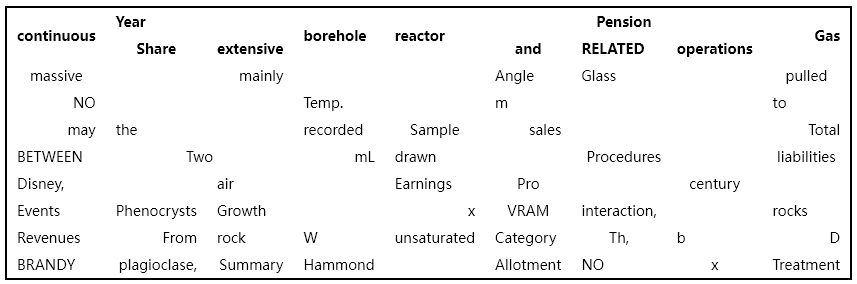 Year Pension
continuous borehole reactor Gas
Share extensive and RELATED operations
massive mainly Angle Glass pulled
NO Temp. m to
may the recorded Sample sales Total
BETWEEN Two mL drawn Procedures liabilities
Disney, air Earnings Pro century
Events Phenocrysts Growth x VRAM interaction, rocks
Revenues From rock W unsaturated Category Th, b D
BRANDY plagioclase, Summary Hammond Allotment NO x Treatment